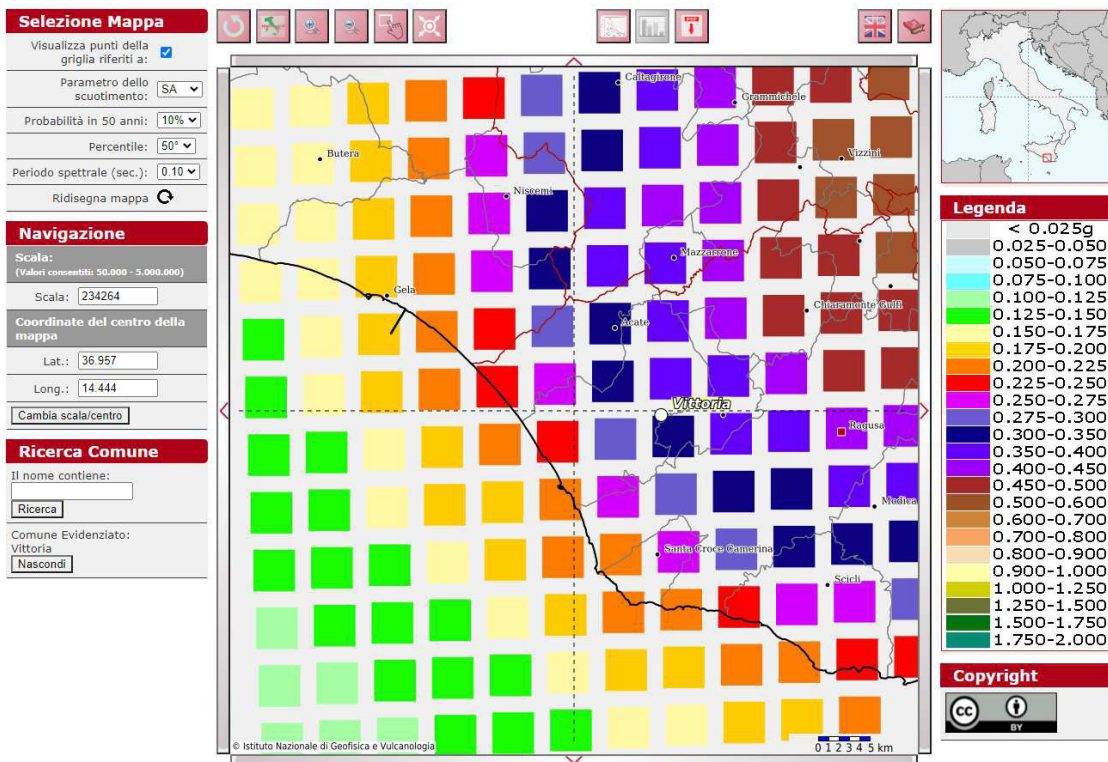 Selezione Mappa
Visualizza punti della
griglia riferiti a:
Parametro dello
scuotimento: SA
Probabilità in 50 anni: 10%
Percentile: 50°
Periodo spettrale (sec.): 0.10
Ridisegna mappa
Navigazione
Scala:
(Valori consentiti: 50.000 - 5.000.000)
Scala: 234264
Coordinate del centro della
mappa
Lat.: 36.957
Long.: 14.444
Cambia scala/centro
Ricerca Comune
Il nome contiene:
Ricerca
Comune Evidenziato:
Vittoria
Nascondi
Caltagirone
Grammichele
Butera
Vizzini
Niscemi
Mazzarrone
Gela
Chiaramonte Gulfi
Acate
Vittoria
Ragusa
Modica
Santa Croce Camerina
Scicli
© Istituto Nazionale di Geofisica e Vulcanologia
0 1 2 3 4 5 km
Legenda
< 0.025g
0.025-0.050
0.050-0.075
0.075-0.100
0.100-0.125
0.125-0.150
0.150-0.175
0.175-0.200
0.200-0.225
0.225-0.250
0.250-0.275
0.275-0.300
0.300-0.350
0.350-0.400
0.400-0.450
0.450-0.500
0.500-0.600
0.600-0.700
0.700-0.800
0.800-0.900
0.900-1.000
1.000-1.250
1.250-1.500
1.500-1.750
1.750-2.000
Copyright
cc
BY